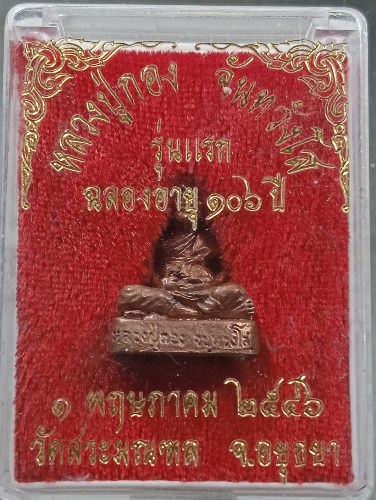 หลวงปู่ทอง จันทวังโส
รุ่นแรก
ฉลองอายุ ๑๐๖ ปี
หลวงปู่ทอง จนฺทวํโส
๑ พฤษภาคม ๒๕๔๖
วัดสระมณฑล จ.อยุธยา